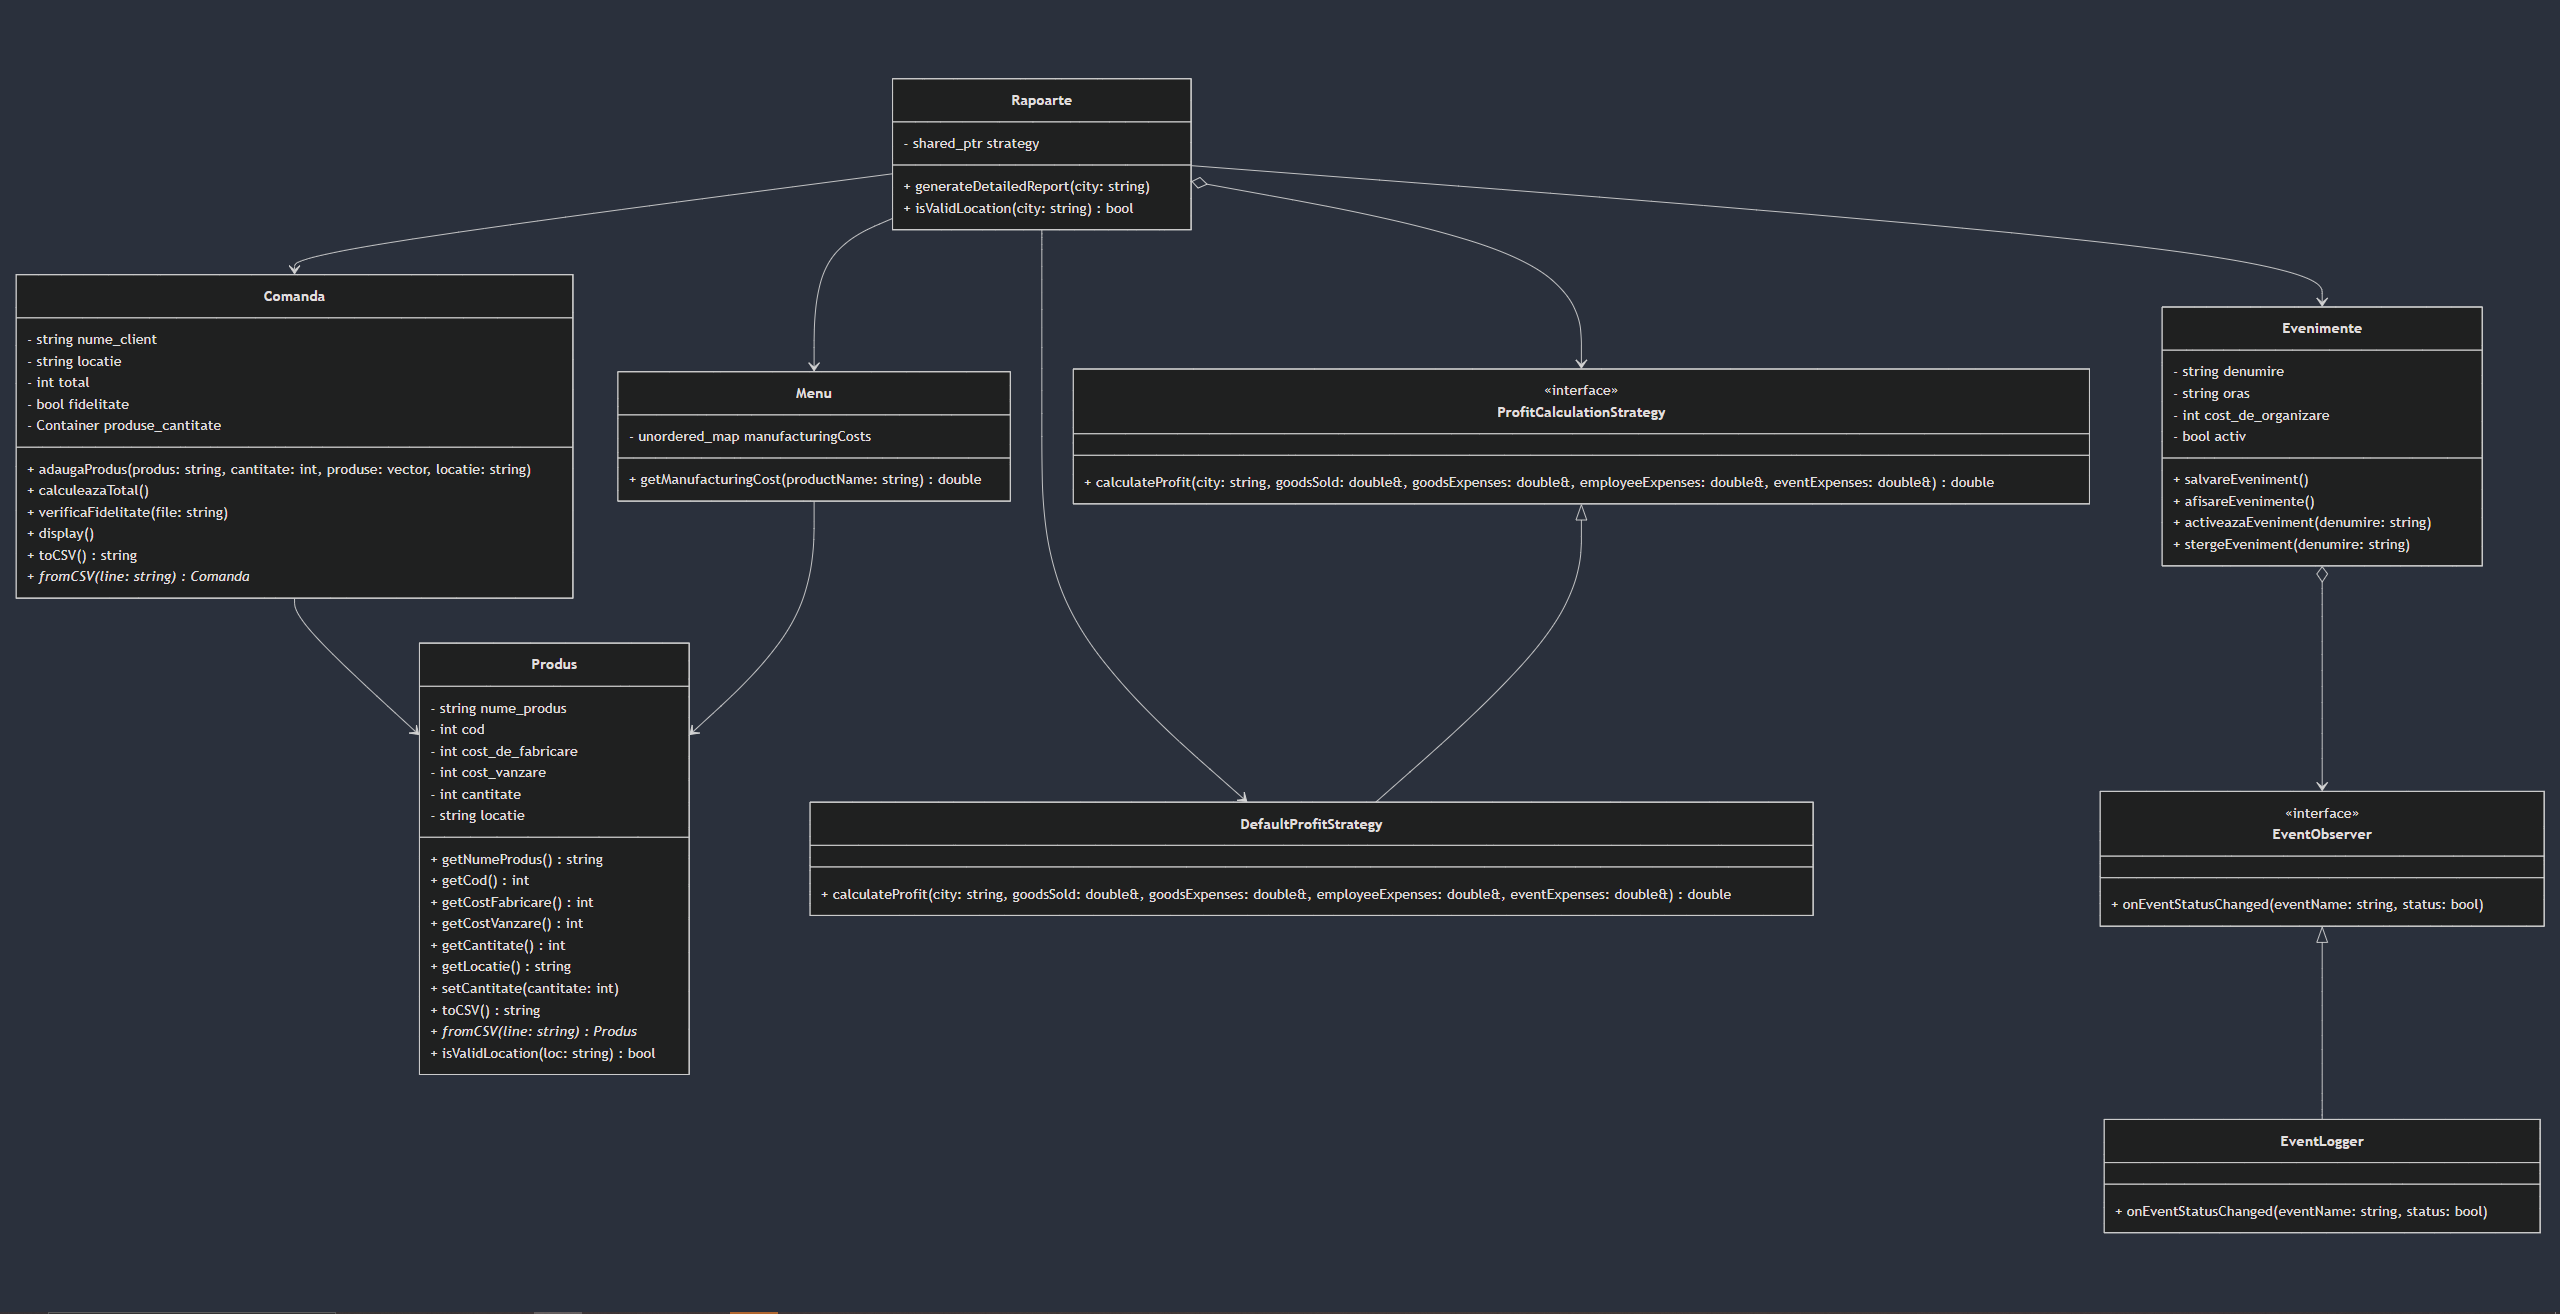 Rapoarte
- shared_ptr strategy
+ generateDetailedReport(city: string)
+ isValidLocation(city: string) : bool
Comanda
- string nume_client
- string locatie
- int total
- bool fidelitate
- Container produse_cantitate
+ adaugaProdus(produs: string, cantitate: int, produse: vector, locatie: string)
+ calculeazaTotal()
+ verificaFidelitate(file: string)
+ display()
+ toCSV() : string
+ fromCSV(line: string) : Comanda
Menu
- unordered_map manufacturingCosts
+ getManufacturingCost(productName: string) : double
«interface»
ProfitCalculationStrategy
+ calculateProfit(city: string, goodsSold: double&, goodsExpenses: double&, employeeExpenses: double&, eventExpenses: double&) : double
Evenimente
- string denumire
- string oras
- int cost_de_organizare
- bool activ
+ salvareEveniment()
+ afisareEvenimente()
+ activeazaEveniment(denumire: string)
+ stergeEveniment(denumire: string)
Produs
- string nume_produs
- int cod
- int cost_de_fabricare
- int cost_vanzare
- int cantitate
- string locatie
+ getNumeProdus() : string
+ getCod() : int
+ getCostFabricare() : int
+ getCostVanzare() : int
+ getCantitate() : int
+ getLocatie() : string
+ setCantitate(cantitate: int)
+ toCSV() : string
+ fromCSV(line: string) : Produs
+ isValidLocation(loc: string) : bool
DefaultProfitStrategy
+ calculateProfit(city: string, goodsSold: double&, goodsExpenses: double&, employeeExpenses: double&, eventExpenses: double&) : double
«interface»
EventObserver
+ onEventStatusChanged(eventName: string, status: bool)
EventLogger
+ onEventStatusChanged(eventName: string, status: bool)